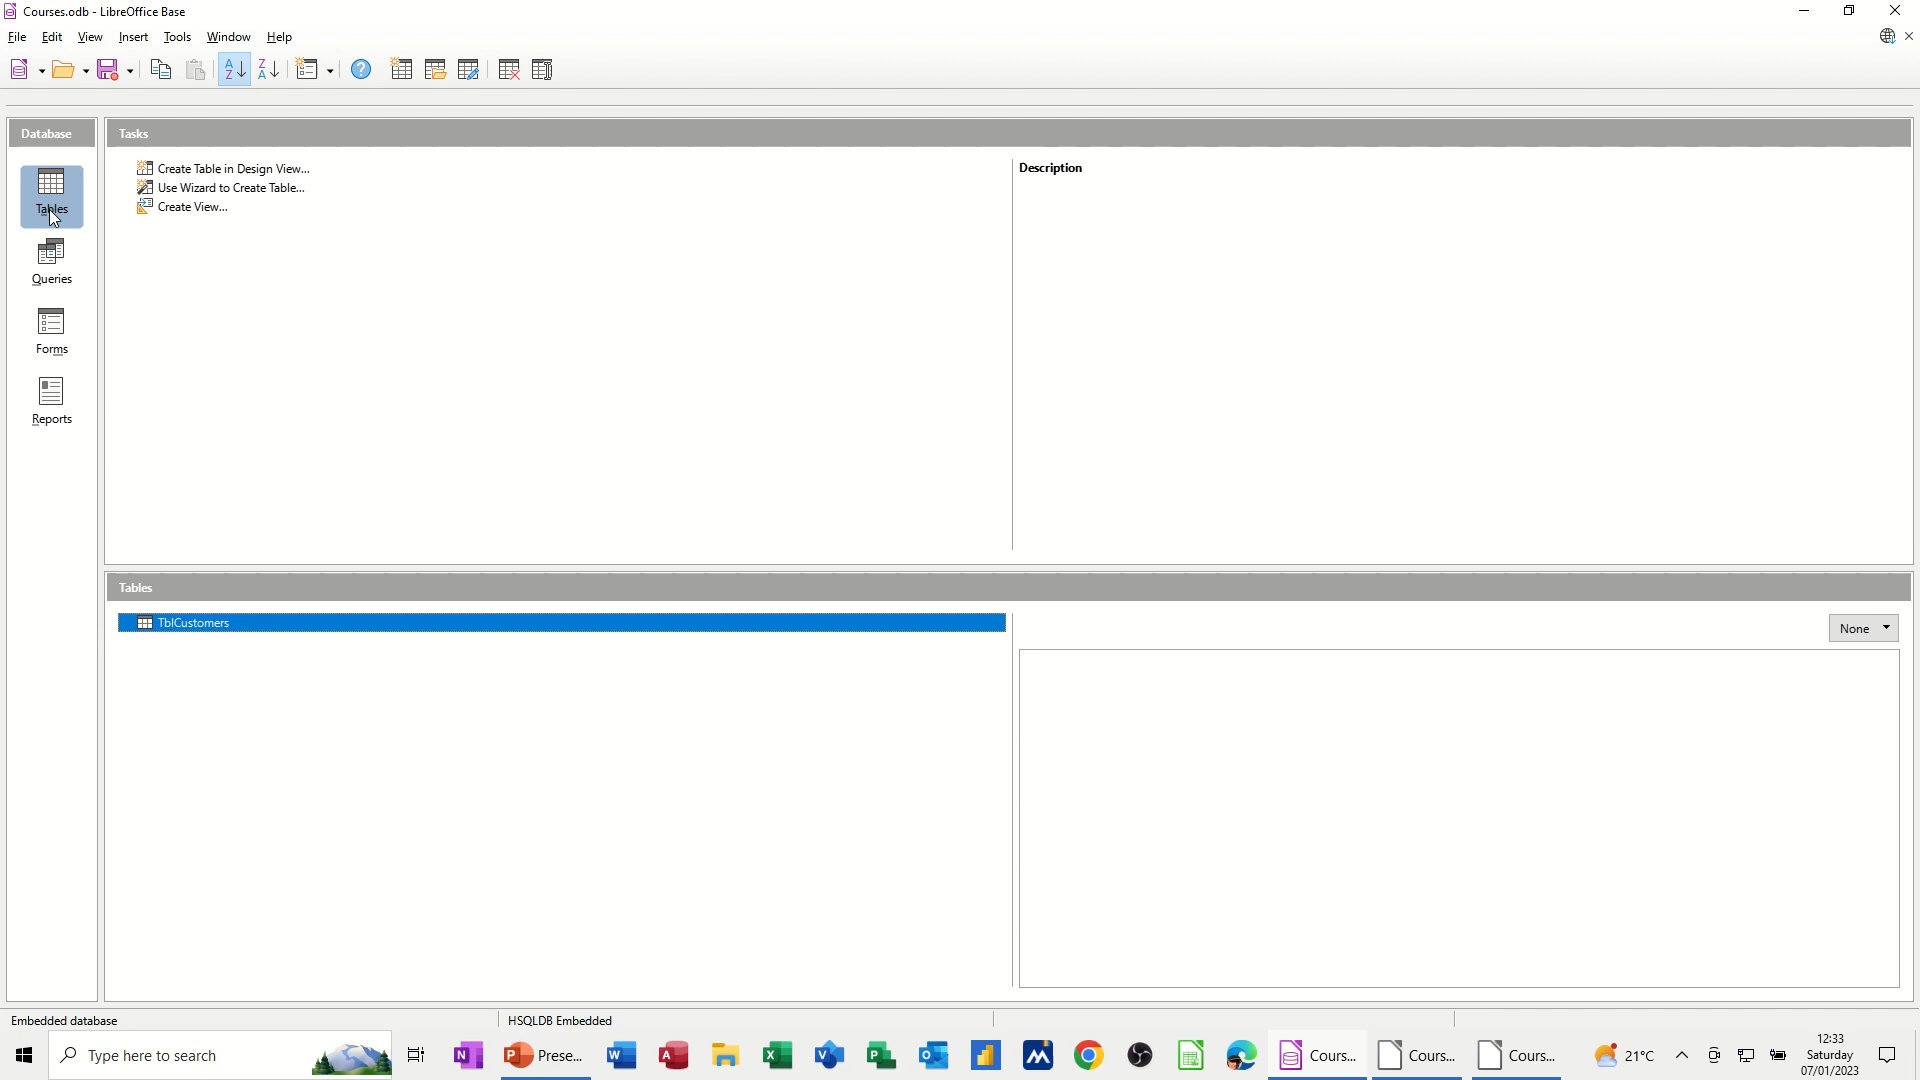 Courses.odb - LibreOffice Base
File Edit View Insert Tools Window Help
Database
Tables
Queries
Forms
Reports
Tasks
Create Table in Design View...
Use Wizard to Create Table...
Create View...
Description
Tables
TblCustomers
None
Embedded database
HSQLDB Embedded
Type here to search
Prese...
Cours...
Cours...
Cours...
21°C
12:33
Saturday
07/01/2023